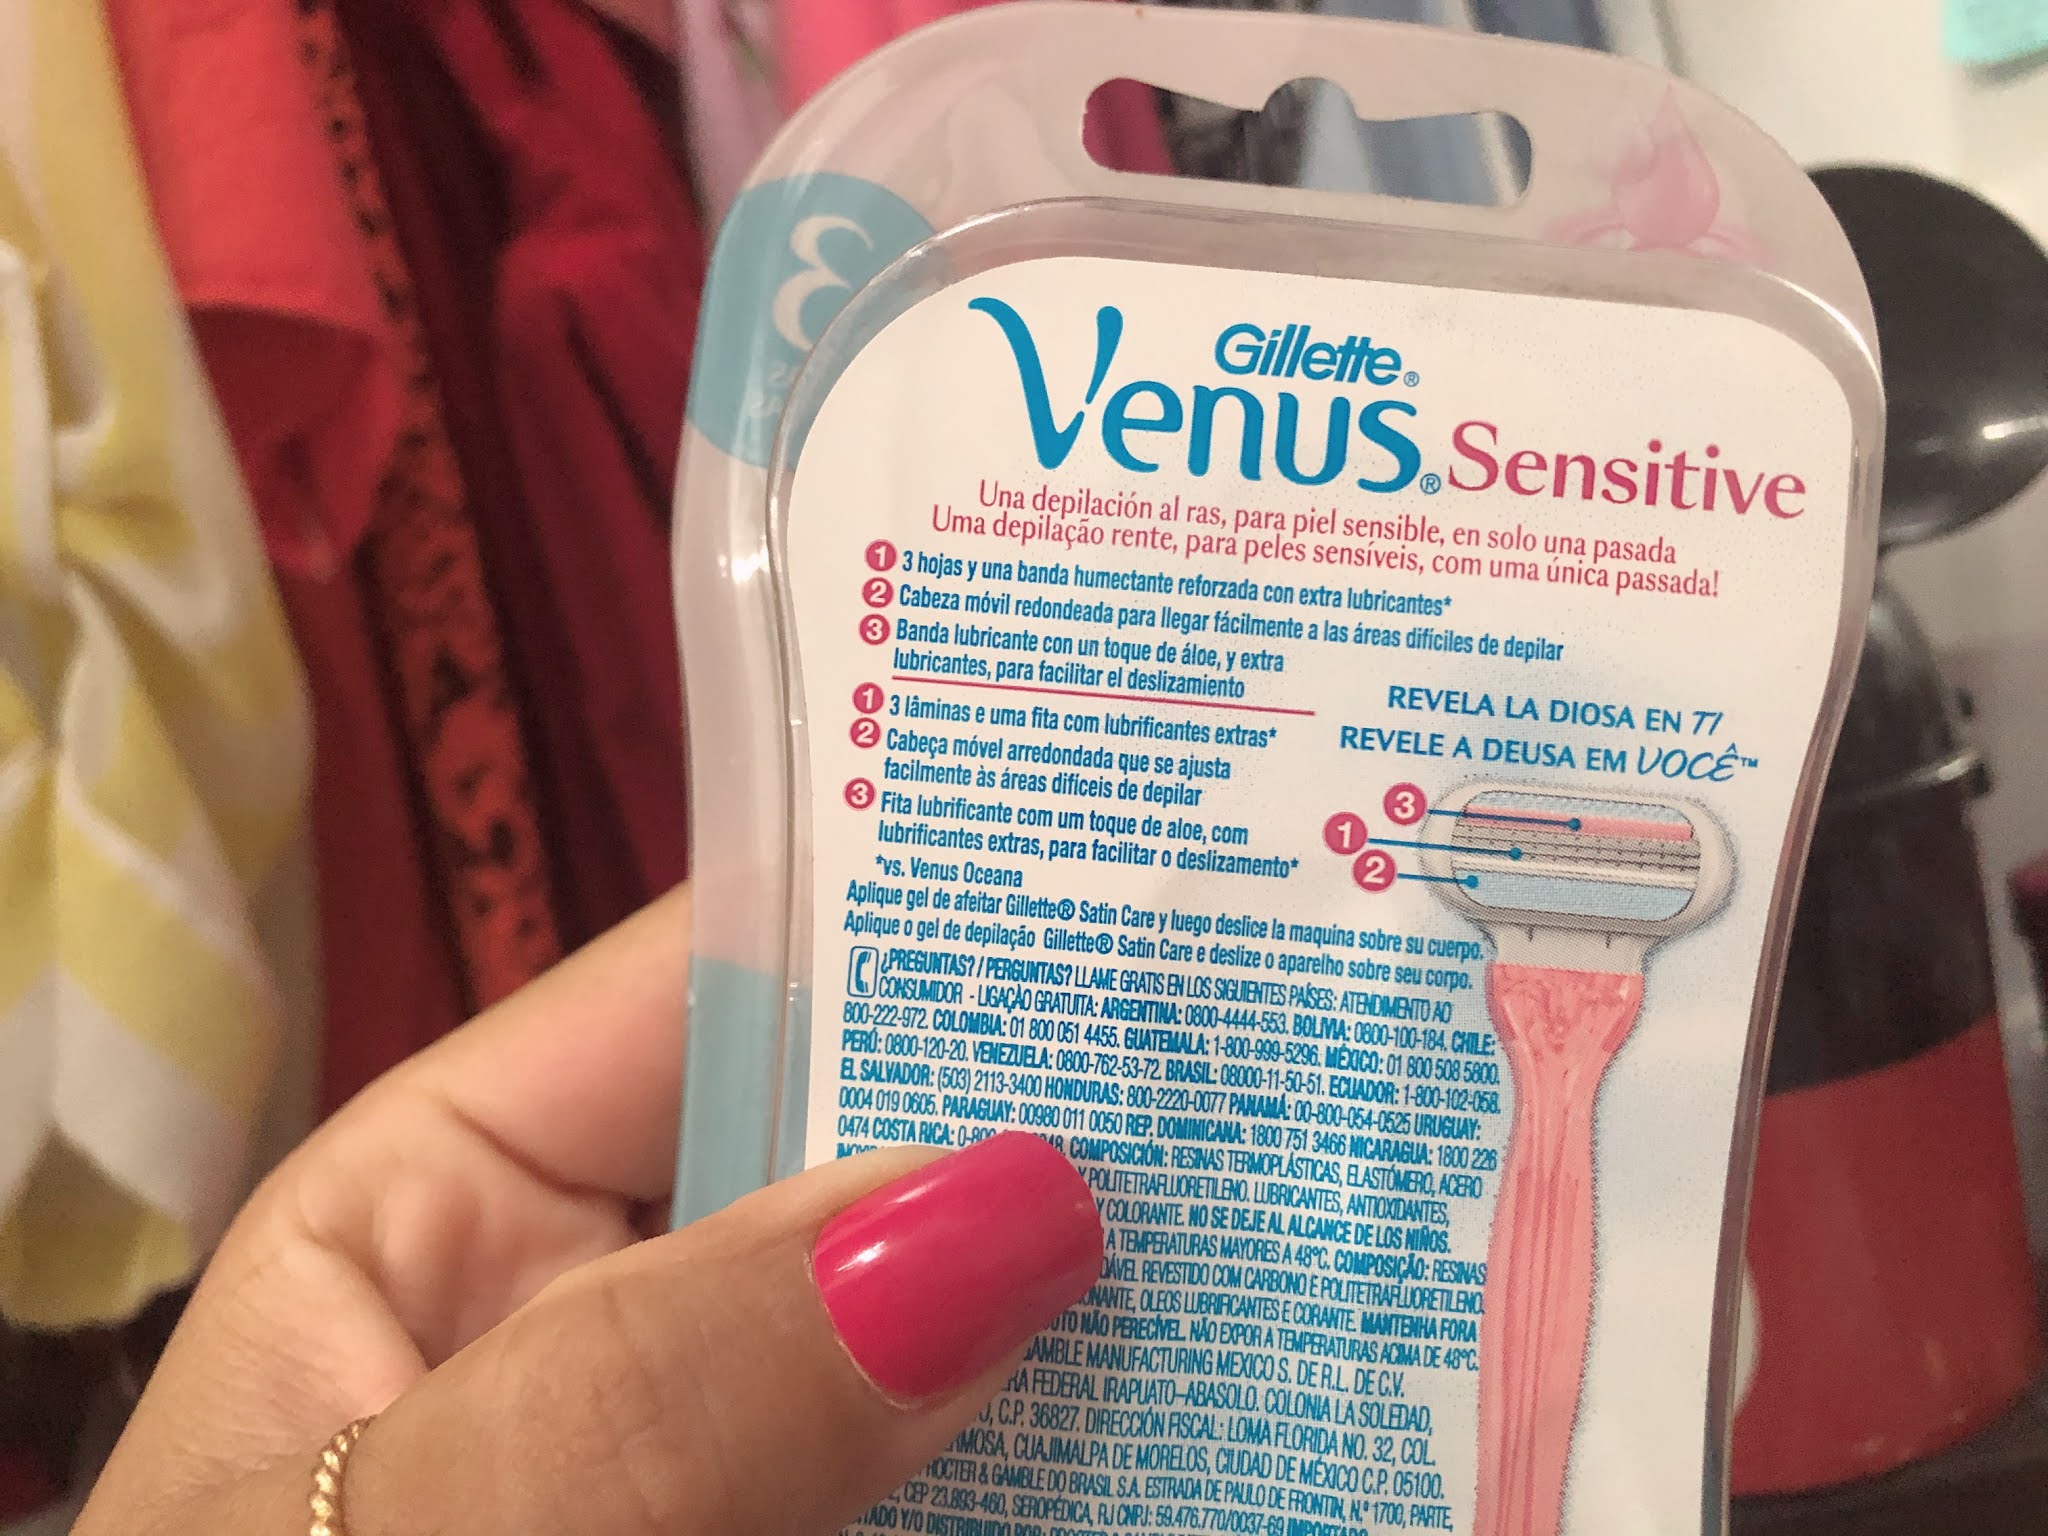 Gillette®
Venus® Sensitive
Una depilación al ras, para piel sensible, en solo una pasada
Uma depilação rente, para peles sensíveis, com uma única passada!
1 3 hojas y una banda humectante reforzada con extra lubricantes*
2 Cabeza móvil redondeada para llegar fácilmente a las áreas difíciles de depilar
3 Banda lubricante con un toque de áloe, y extra
lubricantes, para facilitar el deslizamiento
1 3 lâminas e uma fita com lubrificantes extras*
2 Cabeça móvel arredondada que se ajusta
facilmente às áreas difíceis de depilar
3 Fita lubrificante com um toque de aloe, com
lubrificantes extras, para facilitar o deslizamento*
*vs. Venus Oceana
REVELA LA DIOSA EN TI
REVELE A DEUSA EM VOCÊ™
3
1
2
Aplique gel de afeitar Gillette® Satin Care y luego deslice la maquina sobre su cuerpo.
Aplique o gel de depilação Gillette® Satin Care e deslize o aparelho sobre seu corpo.
¿PREGUNTAS? / PERGUNTAS? LLAME GRATIS EN LOS SIGUIENTES PAÍSES: ATENDIMENTO AO
CONSUMIDOR - LIGAÇÃO GRATUITA: ARGENTINA: 0800-4444-553. BOLIVIA: 0800-100-184. CHILE:
800-222-972. COLOMBIA: 01 800 051 4455. GUATEMALA: 1-800-999-5296. MÉXICO: 01 800 508 5800.
PERÚ: 0800-120-20. VENEZUELA: 0800-762-53-72. BRASIL: 08000-11-50-51. ECUADOR: 1-800-102-058.
EL SALVADOR: (503) 2113-3400 HONDURAS: 800-2220-0077 PANAMÁ: 00-800-054-0525 URUGUAY:
0004 019 0605. PARAGUAY: 00980 011 0050 REP. DOMINICANA: 1800 751 3466 NICARAGUA: 1800 226
0474 COSTA RICA: COMPOSICIÓN: RESINAS TERMOPLÁSTICAS, ELASTÓMERO, ACERO
Y POLITETRAFLUORETILENO. LUBRICANTES, ANTIOXIDANTES,
Y COLORANTE. NO SE DEJE AL ALCANCE DE LOS NIÑOS.
A TEMPERATURAS MAYORES A 48ºC. COMPOSIÇÃO: RESINAS
REVESTIDO COM CARBONO E POLITETRAFLUORETILENO,
OLEOS LUBRIFICANTES E CORANTE. MANTENHA FORA
NÃO PERECÍVEL. NÃO EXPOR A TEMPERATURAS ACIMA DE 48ºC.
GAMBLE MANUFACTURING MEXICO S. DE R.L. DE C.V.
FEDERAL IRAPUATO-ABASOLO. COLONIA LA SOLEDAD,
C.P. 36827. DIRECCIÓN FISCAL: LOMA FLORIDA NO. 32, COL.
CUAJIMALPA DE MORELOS, CIUDAD DE MÉXICO C.P. 05100.
PROCTER & GAMBLE DO BRASIL S.A. ESTRADA DE PAULO DE FRONTIN, N.º 1700, PARTE,
CEP 23.893-460, SEROPÉDICA, RJ CNPJ: 59.476.770/0037-69 IMPORTADO
Y/O DISTRIBUIDO POR: